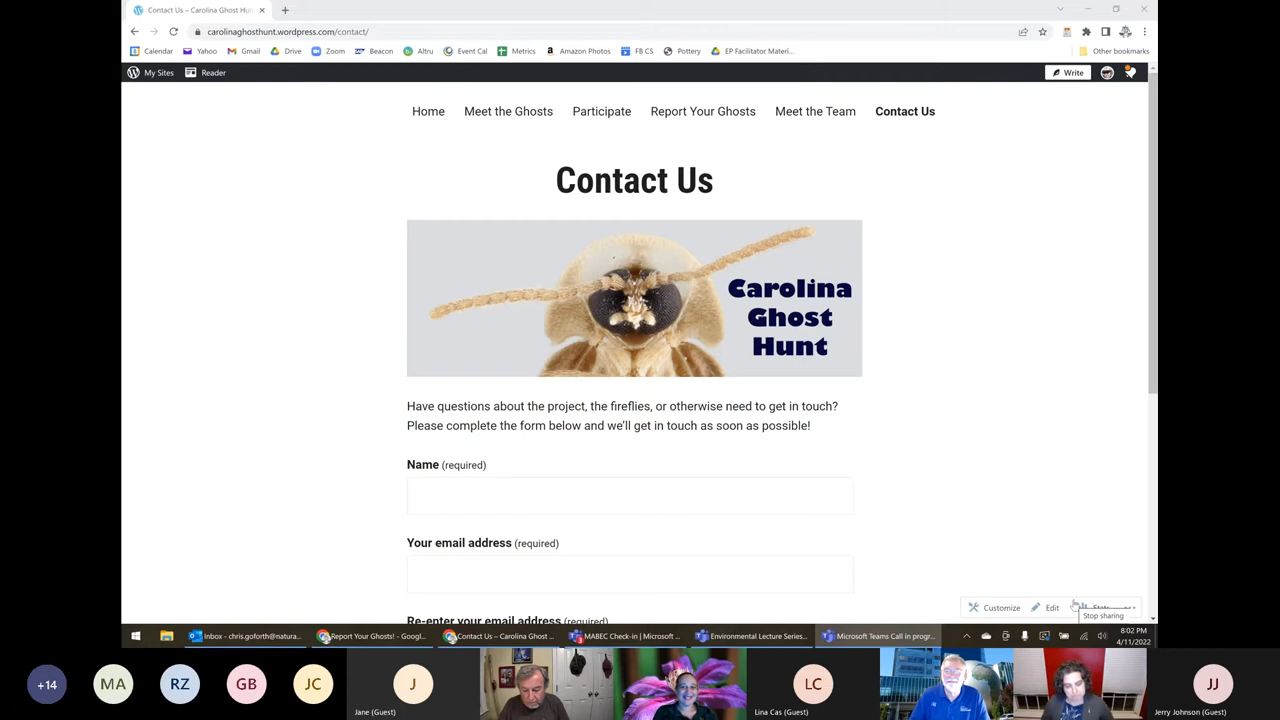 Contact Us – Carolina Ghost Hun
carolinaghosthunt.wordpress.com/contact/
Calendar Yahoo Gmail Drive Zoom Beacon Altru Event Cal Metrics Amazon Photos FB CS Pottery EP Facilitator Materi... Other bookmarks
My Sites Reader Write
Home Meet the Ghosts Participate Report Your Ghosts Meet the Team Contact Us
Contact Us
Carolina
Ghost
Hunt
Have questions about the project, the fireflies, or otherwise need to get in touch?
Please complete the form below and we'll get in touch as soon as possible!
Name (required)
Your email address (required)
Customize Edit Stats
Stop sharing
Re-enter your email address (required)
Inbox - chris.goforth@natura... Report Your Ghosts! - Googl... Contact Us – Carolina Ghost ... MABEC Check-in | Microsoft ... Environmental Lecture Series... Microsoft Teams Call in progr... 8:02 PM
4/11/2022
+14 MA RZ GB JC J LC JJ
Jane (Guest) Lina Cas (Guest) Jerry Johnson (Guest)